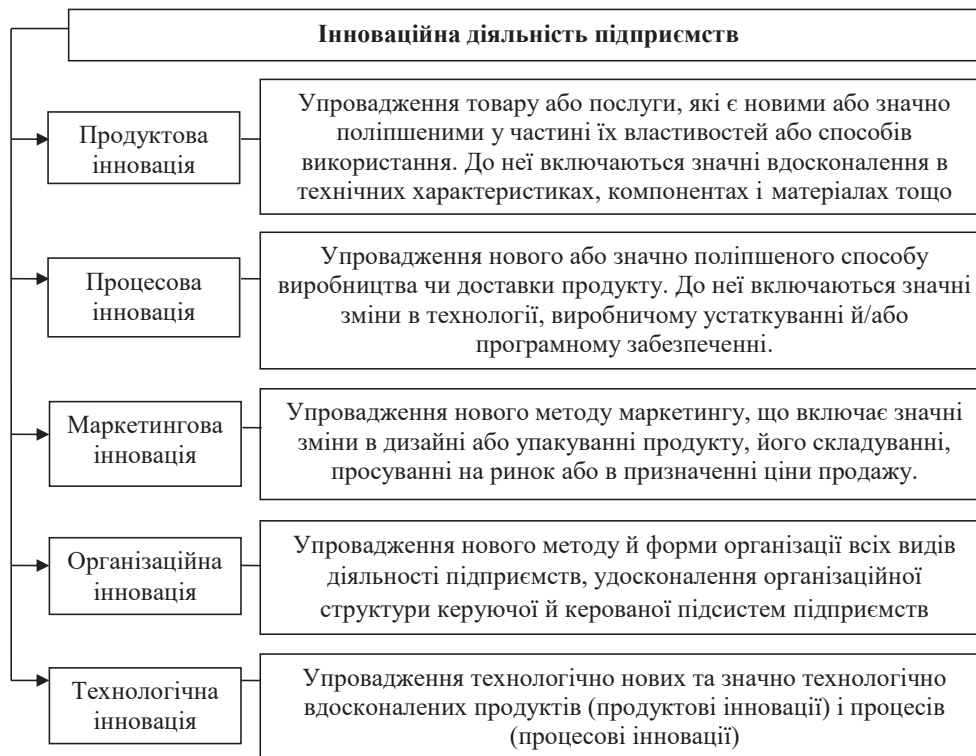 Інноваційна діяльність підприємств
Продуктова
інновація
Упровадження товару або послуги, які є новими або значно
поліпшеними у частині їх властивостей або способів
використання. До неї включаються значні вдосконалення в
технічних характеристиках, компонентах і матеріалах тощо
Процесова
інновація
Упровадження нового або значно поліпшеного способу
виробництва чи доставки продукту. До неї включаються значні
зміни в технології, виробничому устаткуванні й/або
програмному забезпеченні.
Маркетингова
інновація
Упровадження нового методу маркетингу, що включає значні
зміни в дизайні або упакуванні продукту, його складуванні,
просуванні на ринок або в призначенні ціни продажу.
Організаційна
інновація
Упровадження нового методу й форми організації всіх видів
діяльності підприємств, удосконалення організаційної
структури керуючої й керованої підсистем підприємств
Технологічна
інновація
Упровадження технологічно нових та значно технологічно
вдосконалених продуктів (продуктові інновації) і процесів
(процесові інновації)